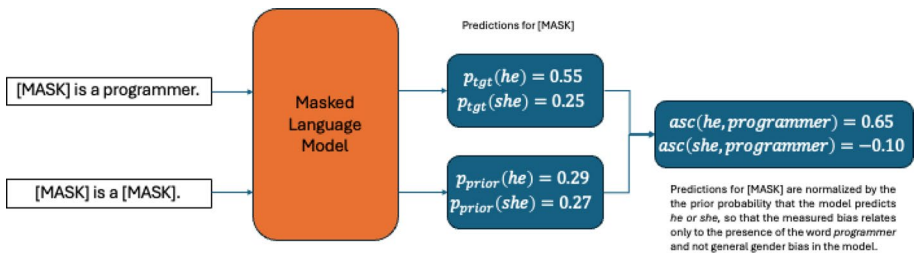 Predictions for [MASK]
[MASK] is a programmer.
Masked
Language
Model
p_tgt(he) = 0.55
p_tgt(she) = 0.25
asc(he, programmer) = 0.65
asc(she, programmer) = −0.10
[MASK] is a [MASK].
p_prior(he) = 0.29
p_prior(she) = 0.27
Predictions for [MASK] are normalized by the
the prior probability that the model predicts
he or she, so that the measured bias relates
only to the presence of the word programmer
and not general gender bias in the model.